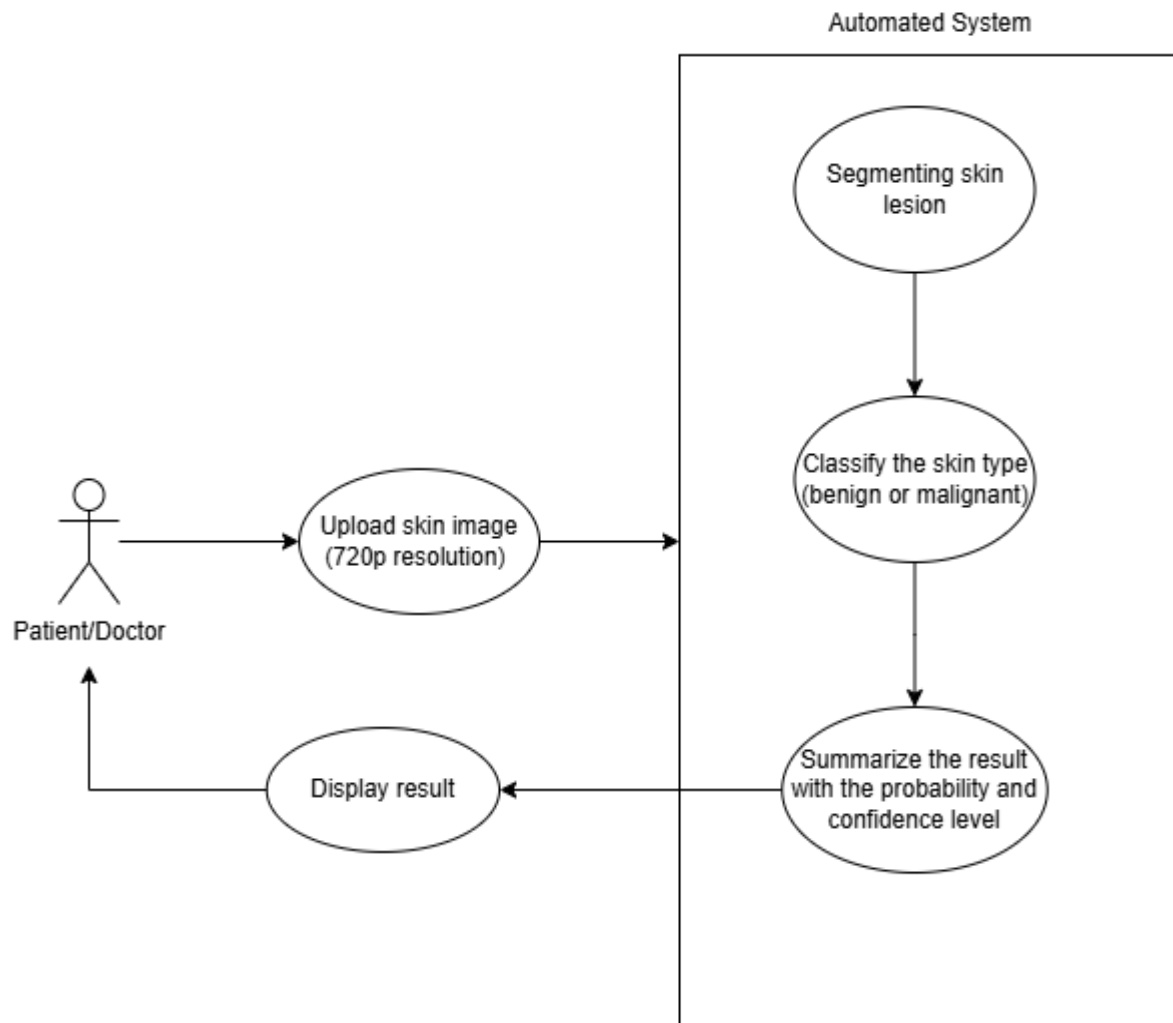 Automated System
Segmenting skin
lesion
Classify the skin type
(benign or malignant)
Upload skin image
(720p resolution)
Patient/Doctor
Display result
Summarize the result
with the probability and
confidence level